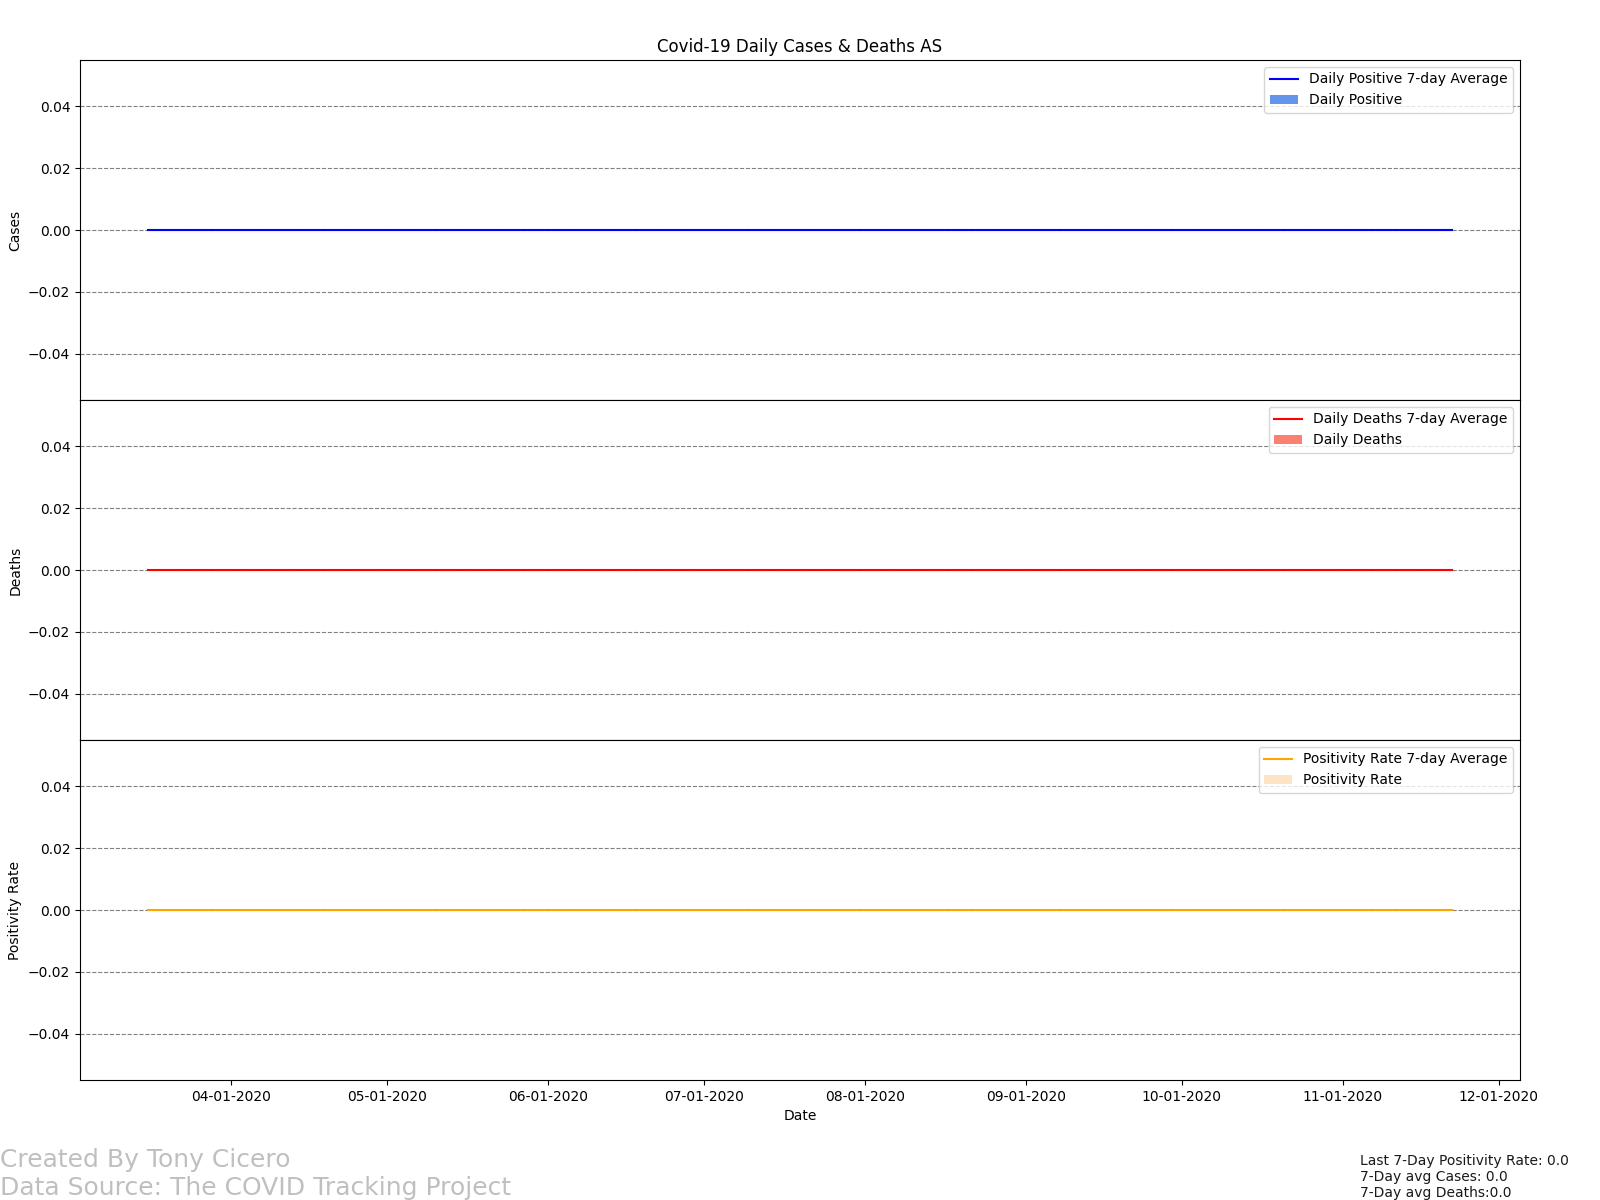 Covid-19 Daily Cases & Deaths AS
Daily Positive 7-day Average
Daily Positive
0.04
0.02
0.00
−0.02
−0.04
Cases
Daily Deaths 7-day Average
Daily Deaths
0.04
0.02
0.00
−0.02
−0.04
Deaths
Positivity Rate 7-day Average
Positivity Rate
0.04
0.02
0.00
−0.02
−0.04
Positivity Rate
04-01-2020 05-01-2020 06-01-2020 07-01-2020 08-01-2020 09-01-2020 10-01-2020 11-01-2020 12-01-2020
Date
Created By Tony Cicero
Data Source: The COVID Tracking Project
Last 7-Day Positivity Rate: 0.0
7-Day avg Cases: 0.0
7-Day avg Deaths:0.0